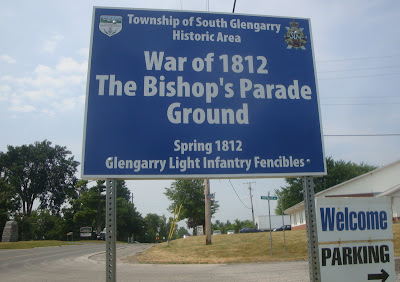 Township of South Glengarry
Historic Area
War of 1812
The Bishop's Parade
Ground
Spring 1812
Glengarry Light Infantry Fencibles
Welcome
PARKING